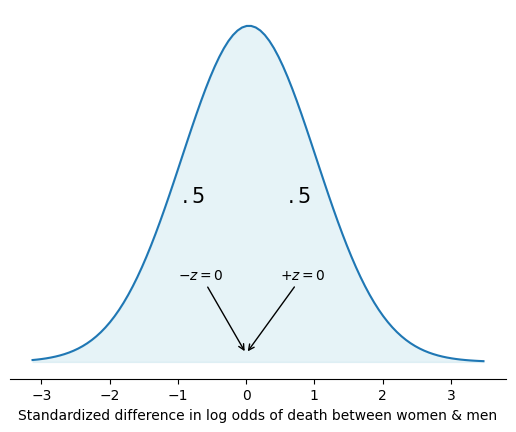 .5 .5
−z = 0 +z = 0
−3 −2 −1 0 1 2 3
Standardized difference in log odds of death between women & men